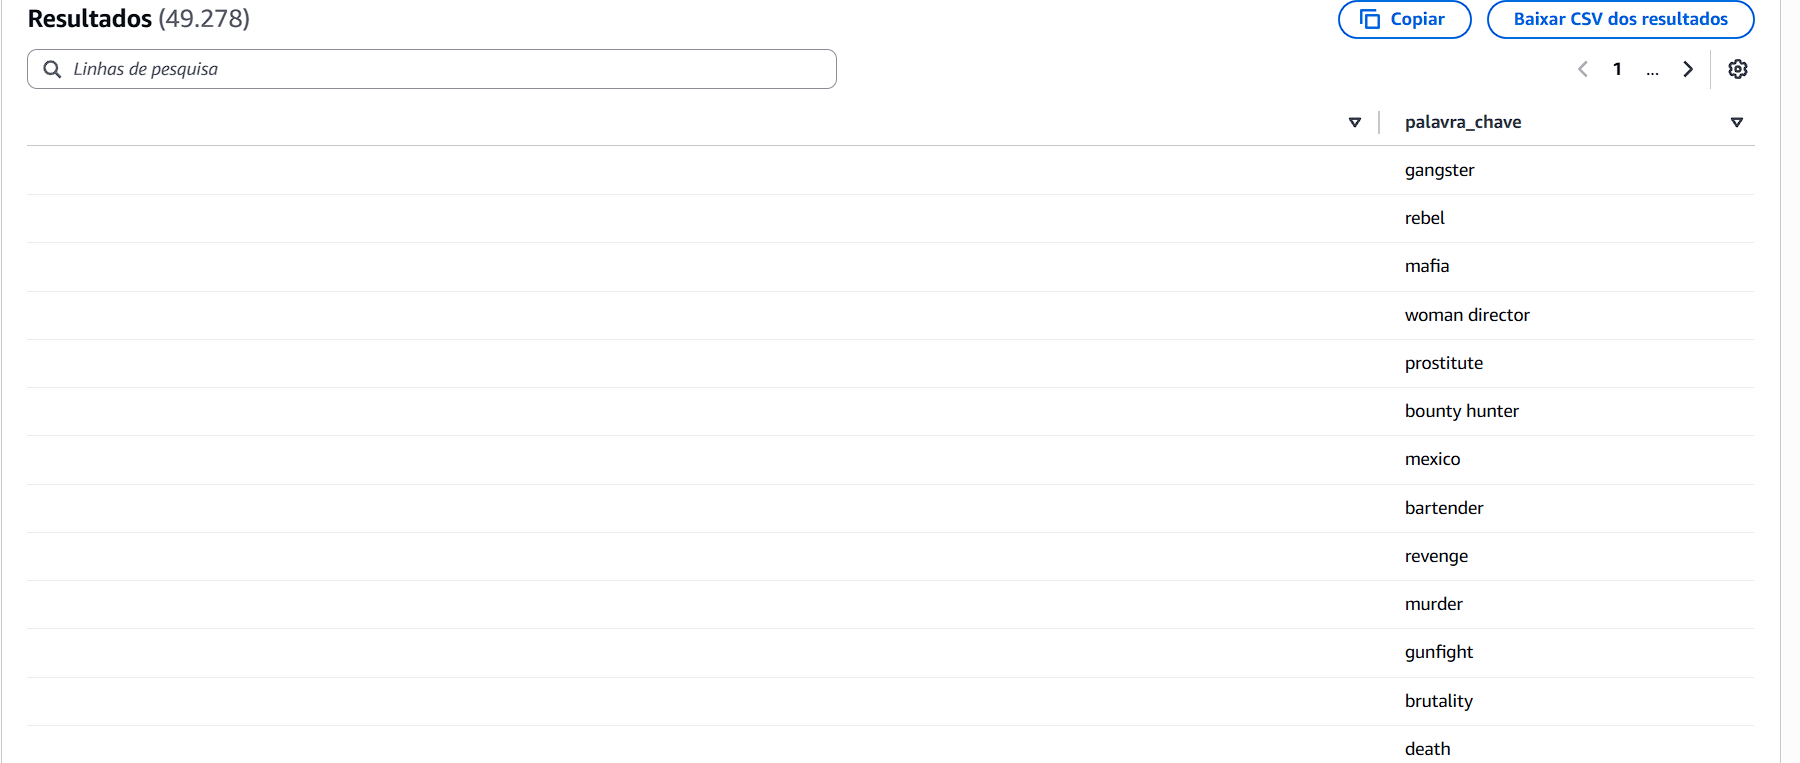 Resultados (49.278)
Copiar
Baixar CSV dos resultados
Linhas de pesquisa
1 ...
palavra_chave
gangster
rebel
mafia
woman director
prostitute
bounty hunter
mexico
bartender
revenge
murder
gunfight
brutality
death